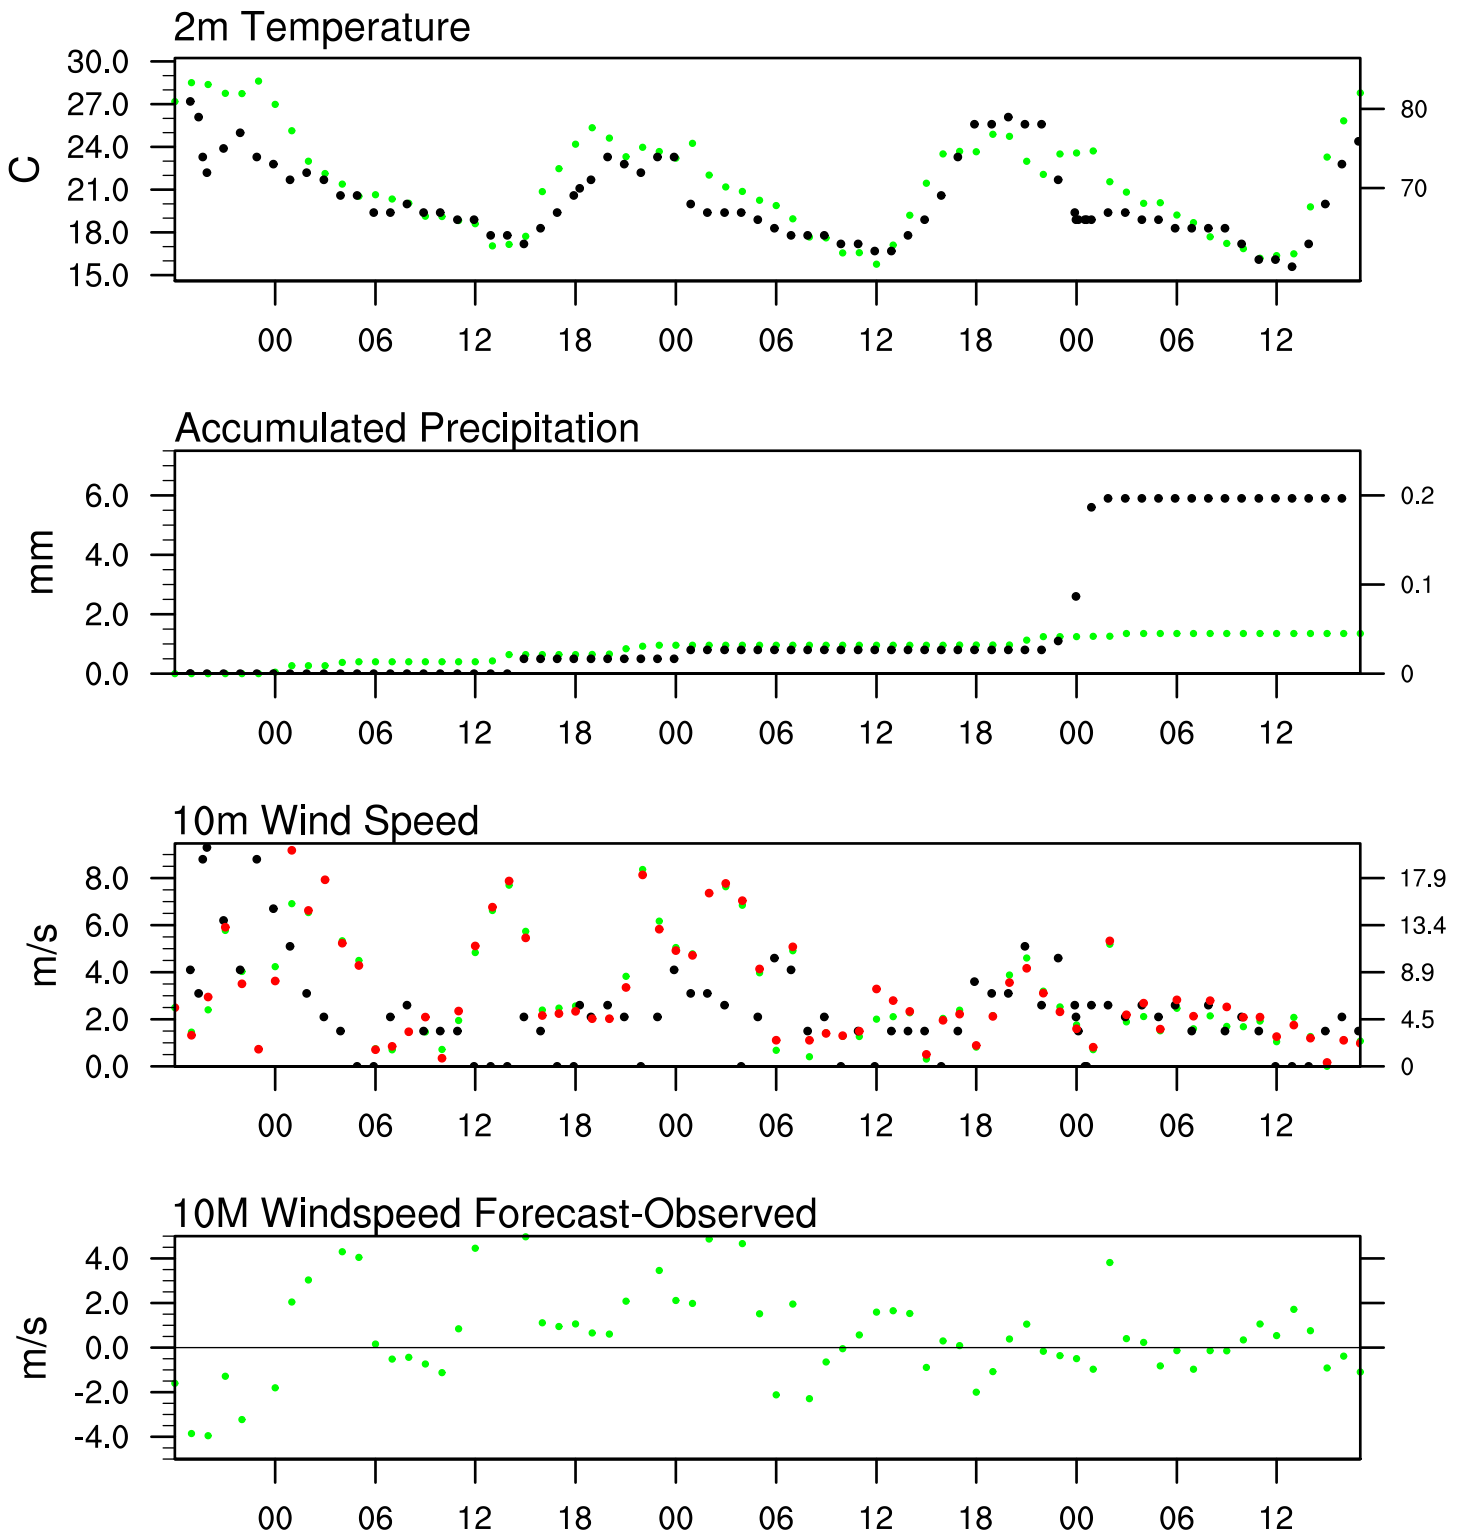 2m Temperature
30.0
27.0
24.0
21.0
18.0
15.0
C
80
70
00 06 12 18 00 06 12 18 00 06 12
Accumulated Precipitation
6.0
4.0
2.0
0.0
mm
0.2
0.1
0
00 06 12 18 00 06 12 18 00 06 12
10m Wind Speed
8.0
6.0
4.0
2.0
0.0
m/s
17.9
13.4
8.9
4.5
0
00 06 12 18 00 06 12 18 00 06 12
10M Windspeed Forecast-Observed
4.0
2.0
0.0
-2.0
-4.0
m/s
00 06 12 18 00 06 12 18 00 06 12